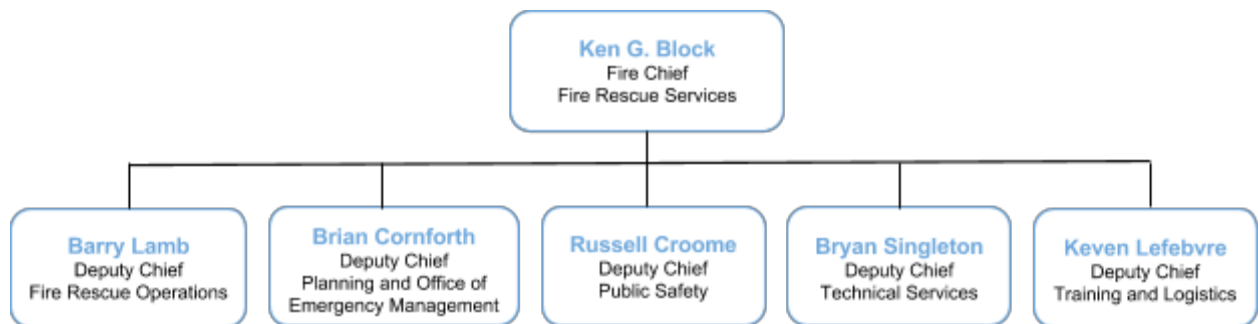 Ken G. Block
Fire Chief
Fire Rescue Services
Barry Lamb
Deputy Chief
Fire Rescue Operations
Brian Cornforth
Deputy Chief
Planning and Office of
Emergency Management
Russell Croome
Deputy Chief
Public Safety
Bryan Singleton
Deputy Chief
Technical Services
Keven Lefebvre
Deputy Chief
Training and Logistics